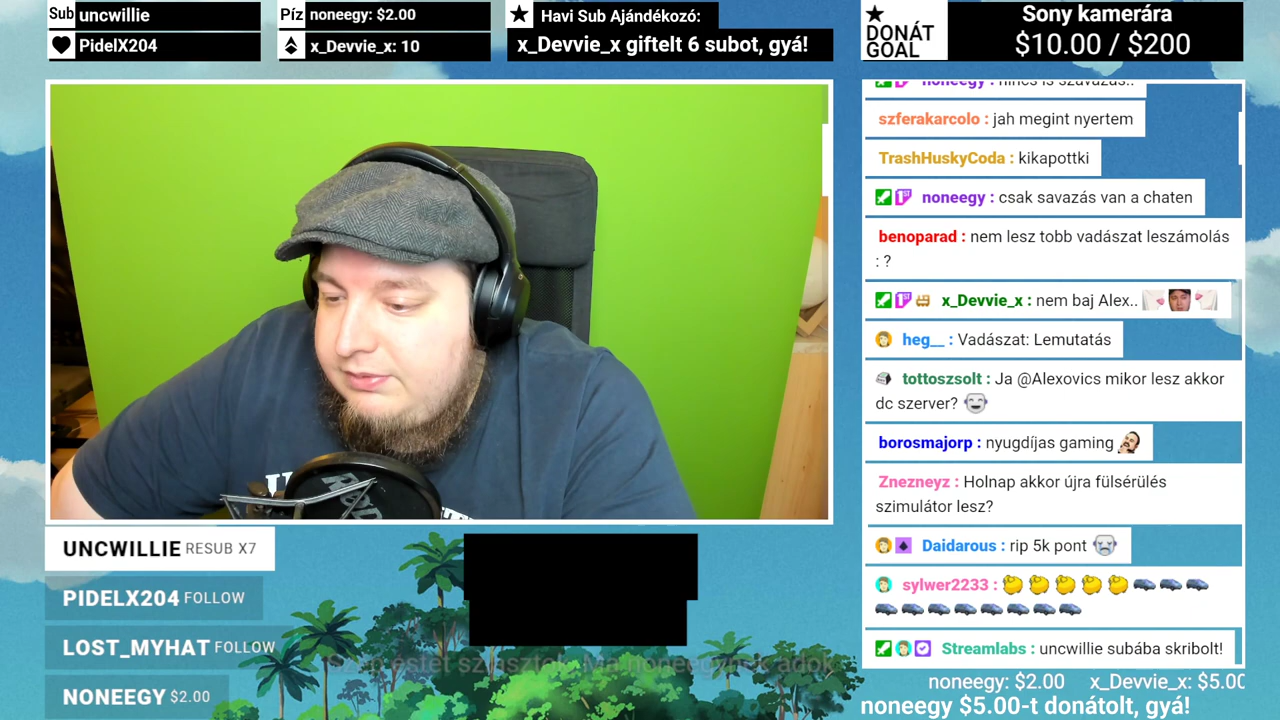 Sub uncwillie
PidelX204
Píz noneegy: $2.00
x_Devvie_x: 10
Havi Sub Ajándékozó:
x_Devvie_x giftelt 6 subot, gyá!
DONÁT
GOAL
Sony kamerára
$10.00 / $200
noneegy : nincs is szavazás..
szferakarcolo : jah megint nyertem
TrashHuskyCoda : kikapottki
noneegy : csak savazás van a chaten
benoparad : nem lesz tobb vadászat leszámolás
: ?
x_Devvie_x : nem baj Alex..
heg__ : Vadászat: Lemutatás
tottoszsolt : Ja @Alexovics mikor lesz akkor
dc szerver?
borosmajorp : nyugdíjas gaming
Znezneyz : Holnap akkor újra fülsérülés
szimulátor lesz?
Daidarous : rip 5k pont
sylwer2233 :
Streamlabs : uncwillie subába skribolt!
UNCWILLIE RESUB X7
PIDELX204 FOLLOW
LOST_MYHAT FOLLOW
NONEEGY $2.00
noneegy: $2.00 x_Devvie_x: $5.00
noneegy $5.00-t donátolt, gyá!